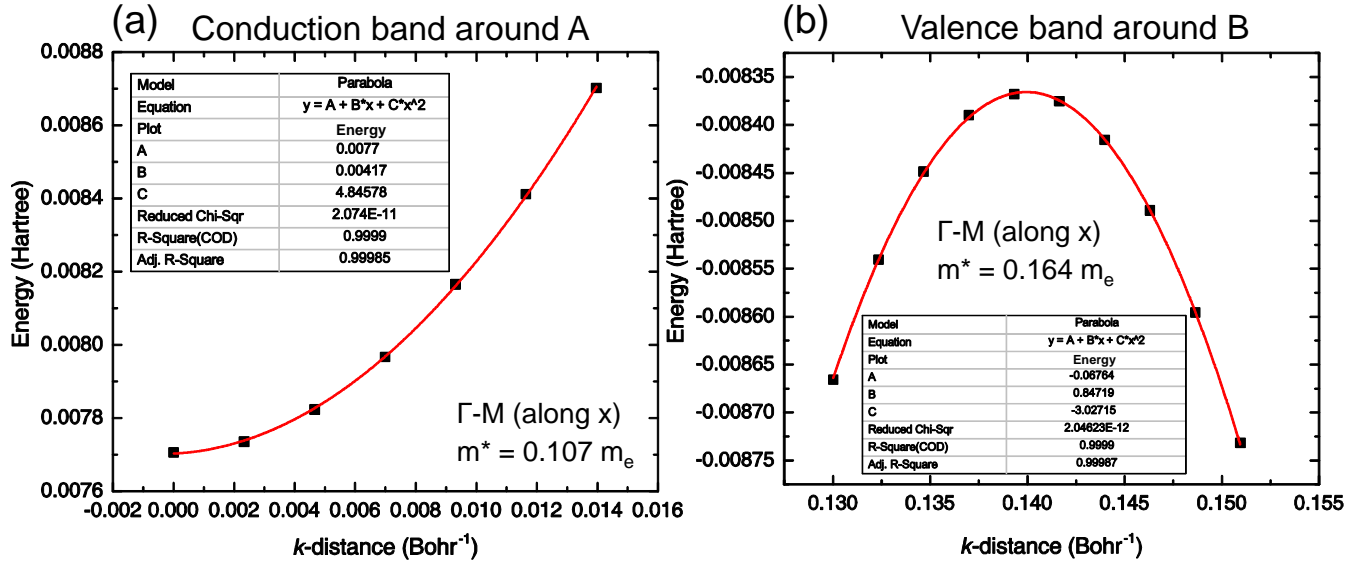 (a) Conduction band around A
0.0088
0.0086
0.0084
0.0082
0.0080
0.0078
0.0076
Energy (Hartree)
Model Parabola
Equation y = A + B*x + C*x^2
Plot Energy
A 0.0077
B 0.00417
C 4.84578
Reduced Chi-Sqr 2.074E-11
R-Square(COD) 0.9999
Adj. R-Square 0.99985
Γ-M (along x)
m* = 0.107 mₑ
-0.002 0.000 0.002 0.004 0.006 0.008 0.010 0.012 0.014 0.016
k-distance (Bohr⁻¹)
(b) Valence band around B
-0.00835
-0.00840
-0.00845
-0.00850
-0.00855
-0.00860
-0.00865
-0.00870
-0.00875
Energy (Hartree)
Γ-M (along x)
m* = 0.164 mₑ
Model Parabola
Equation y = A + B*x + C*x^2
Plot Energy
A -0.06764
B 0.84719
C -3.02715
Reduced Chi-Sqr 2.04623E-12
R-Square(COD) 0.9999
Adj. R-Square 0.99987
0.130 0.135 0.140 0.145 0.150 0.155
k-distance (Bohr⁻¹)